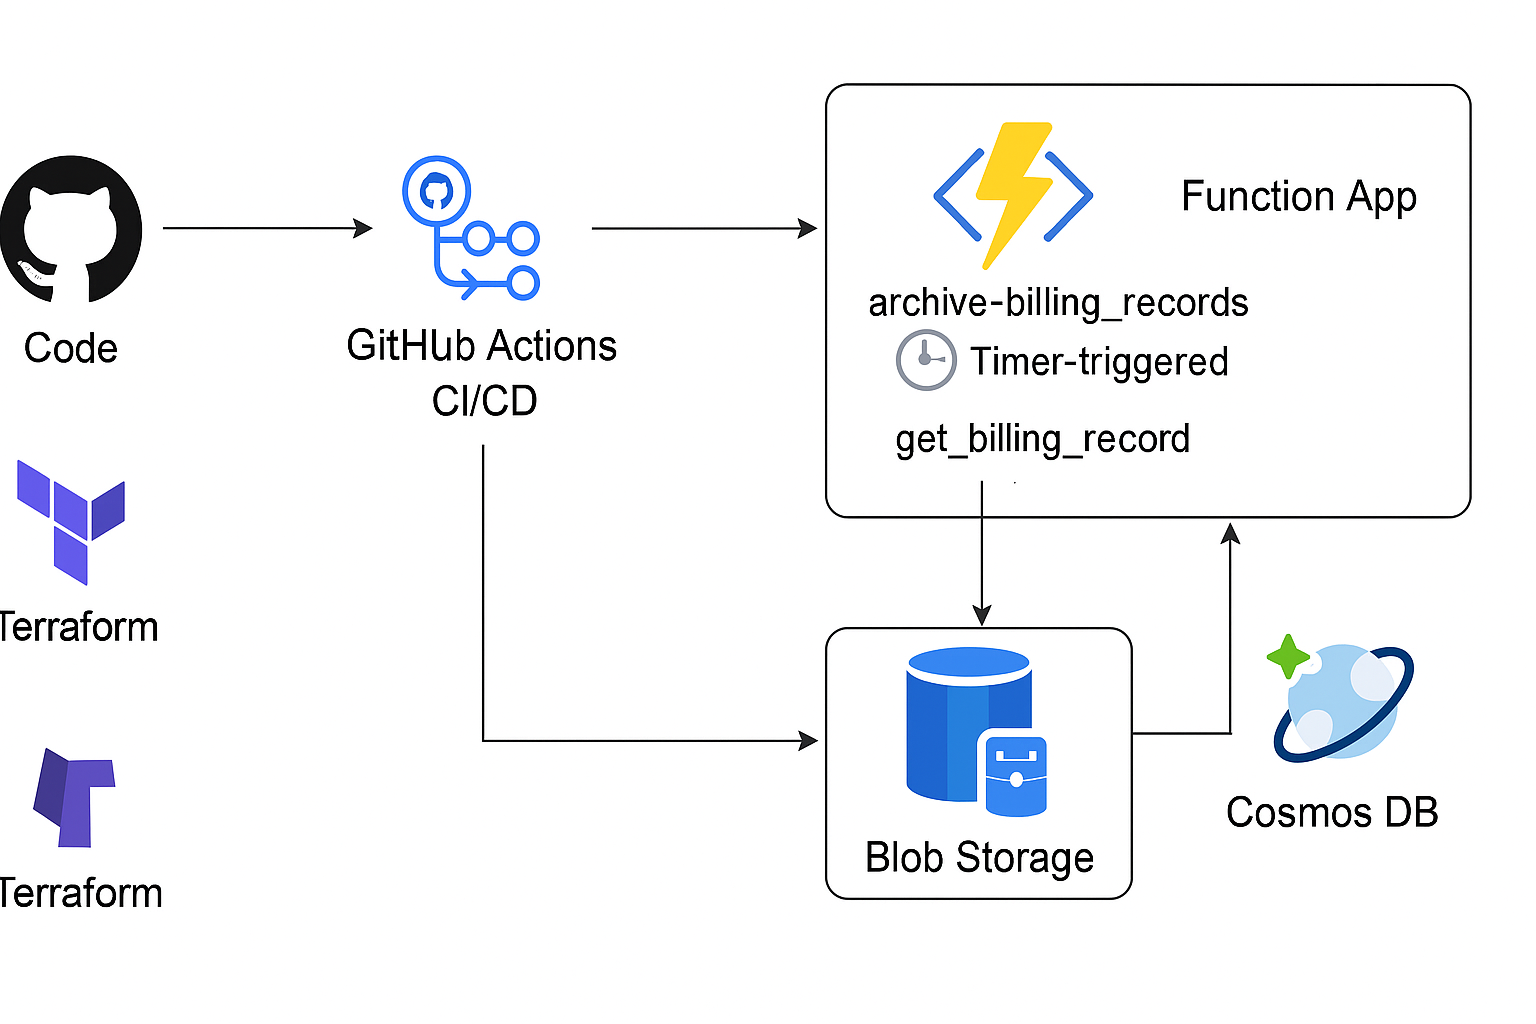 Code
GitHub Actions
CI/CD
Function App
archive-billing_records
Timer-triggered
get_billing_record
Terraform
Terraform
Blob Storage
Cosmos DB